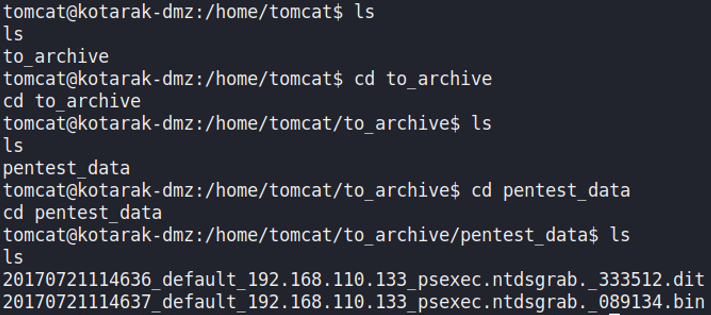 tomcat@kotarak-dmz:/home/tomcat$ ls
ls
to_archive
tomcat@kotarak-dmz:/home/tomcat$ cd to_archive
cd to_archive
tomcat@kotarak-dmz:/home/tomcat/to_archive$ ls
ls
pentest_data
tomcat@kotarak-dmz:/home/tomcat/to_archive$ cd pentest_data
cd pentest_data
tomcat@kotarak-dmz:/home/tomcat/to_archive/pentest_data$ ls
ls
20170721114636_default_192.168.110.133_psexec.ntdsgrab._333512.dit
20170721114637_default_192.168.110.133_psexec.ntdsgrab._089134.bin